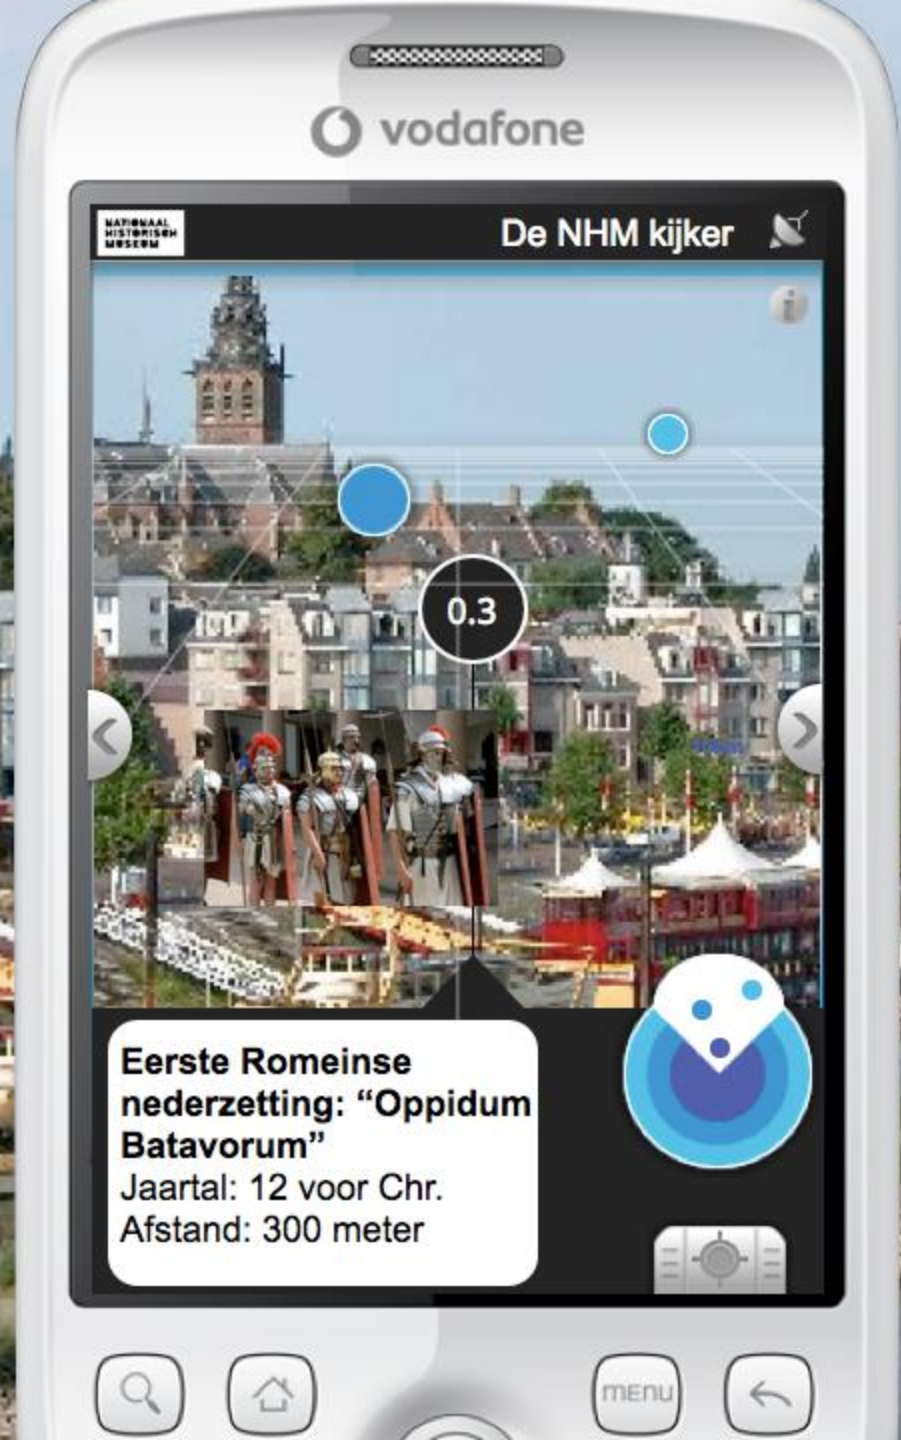 vodafone
NATIONAAL
HISTORISCH
MUSEUM
De NHM kijker
i
0.3
Eerste Romeinse
nederzetting: “Oppidum
Batavorum”
Jaartal: 12 voor Chr.
Afstand: 300 meter
MENU